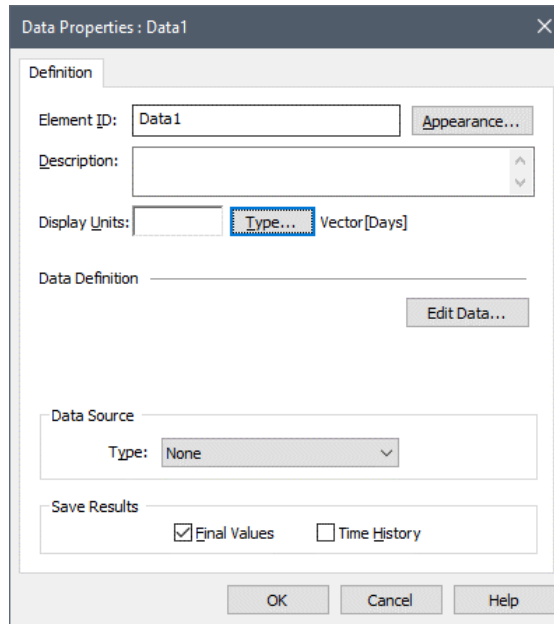 Data Properties : Data1
Definition
Element ID: Data1 Appearance...
Description:
Display Units: Type... Vector[Days]
Data Definition
Edit Data...
Data Source
Type: None
Save Results
Final Values Time History
OK Cancel Help